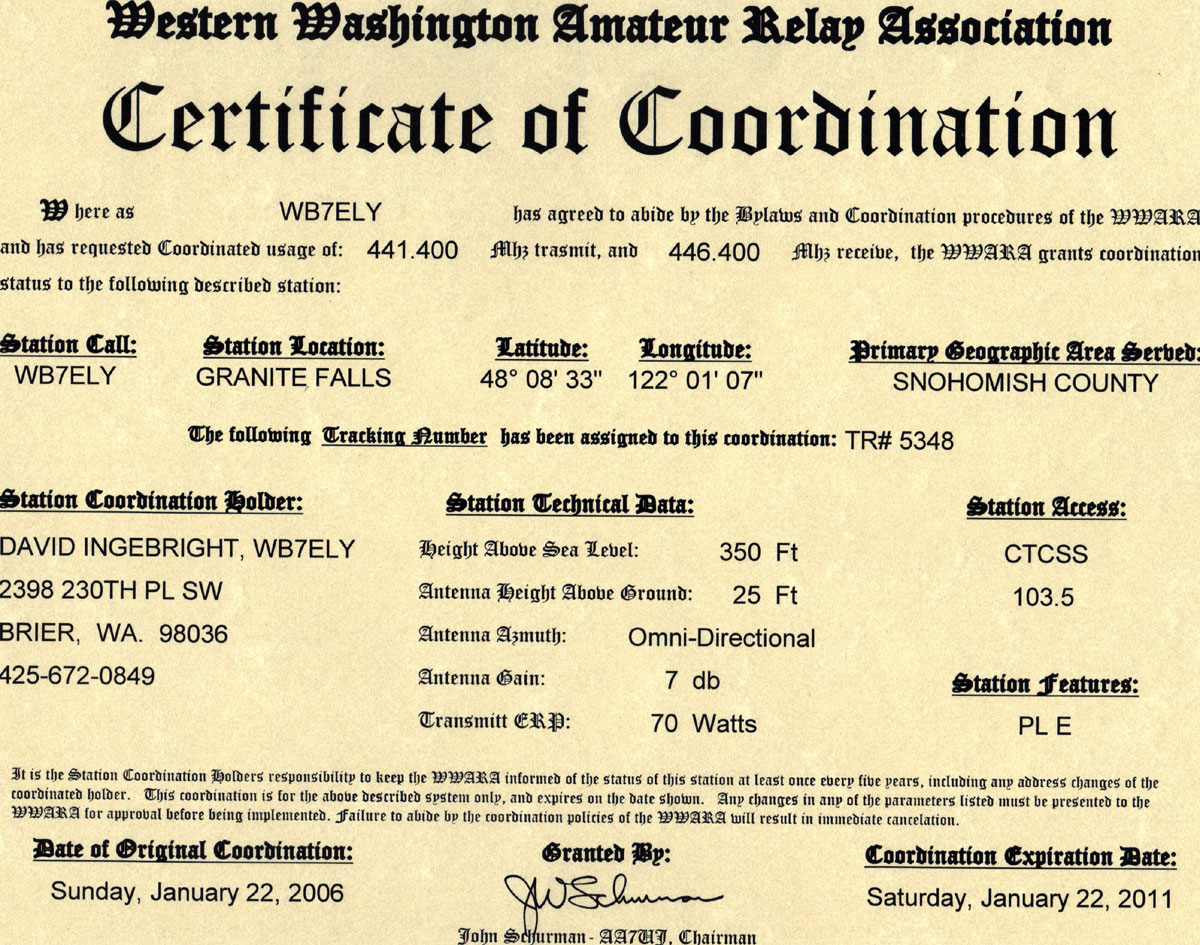 Western Washington Amateur Relay Association
Certificate of Coordination
Where as WB7ELY has agreed to abide by the Bylaws and Coordination procedures of the WWARA
and has requested Coordinated usage of: 441.400 Mhz trasmit, and 446.400 Mhz receive, the WWARA grants coordination
status to the following described station:
Station Call: Station Location: Latitude: Longitude: Primary Geographic Area Served:
WB7ELY GRANITE FALLS 48° 08' 33" 122° 01' 07" SNOHOMISH COUNTY
The following Tracking Number has been assigned to this coordination: TR# 5348
Station Coordination Holder:
DAVID INGEBRIGHT, WB7ELY
2398 230TH PL SW
BRIER, WA. 98036
425-672-0849
Station Technical Data:
Height Above Sea Level: 350 Ft
Antenna Height Above Ground: 25 Ft
Antenna Azmuth: Omni-Directional
Antenna Gain: 7 db
Transmitt ERP: 70 Watts
Station Access:
CTCSS
103.5
Station Features:
PL E
It is the Station Coordination Holders responsibility to keep the WWARA informed of the status of this station at least once every five years, including any address changes of the
coordinated holder. This coordination is for the above described system only, and expires on the date shown. Any changes in any of the parameters listed must be presented to the
WWARA for approval before being implemented. Failure to abide by the coordination policies of the WWARA will result in immediate cancelation.
Date of Original Coordination:
Sunday, January 22, 2006
Granted By:
JW Schurman
John Schurman - AA7UJ, Chairman
Coordination Expiration Date:
Saturday, January 22, 2011